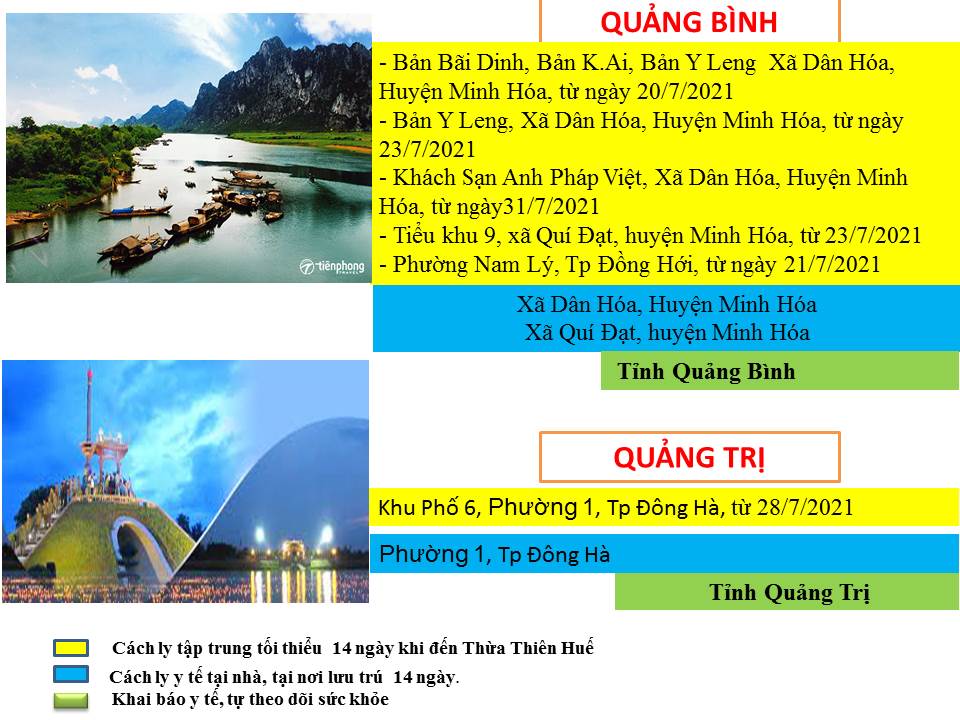 QUẢNG BÌNH
- Bản Bãi Dinh, Bản K.Ai, Bản Y Leng Xã Dân Hóa,
Huyện Minh Hóa, từ ngày 20/7/2021
- Bản Y Leng, Xã Dân Hóa, Huyện Minh Hóa, từ ngày
23/7/2021
- Khách Sạn Anh Pháp Việt, Xã Dân Hóa, Huyện Minh
Hóa, từ ngày31/7/2021
- Tiểu khu 9, xã Quí Đạt, huyện Minh Hóa, từ 23/7/2021
- Phường Nam Lý, Tp Đồng Hới, từ ngày 21/7/2021
tiênphong
TRAVEL
Xã Dân Hóa, Huyện Minh Hóa
Xã Quí Đạt, huyện Minh Hóa
Tỉnh Quảng Bình
QUẢNG TRỊ
Khu Phố 6, Phường 1, Tp Đông Hà, từ 28/7/2021
Phường 1, Tp Đông Hà
Tỉnh Quảng Trị
Cách ly tập trung tối thiểu 14 ngày khi đến Thừa Thiên Huế
Cách ly y tế tại nhà, tại nơi lưu trú 14 ngày.
Khai báo y tế, tự theo dõi sức khỏe